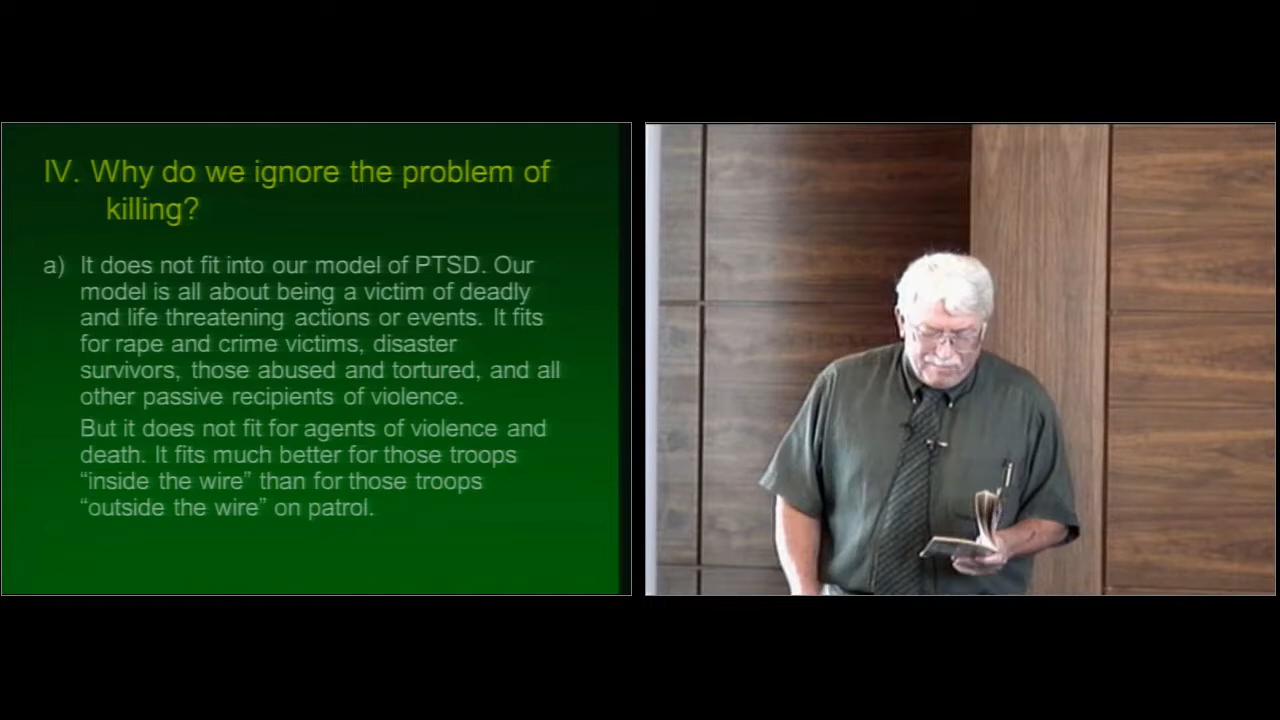 IV. Why do we ignore the problem of
killing?
a) It does not fit into our model of PTSD. Our
model is all about being a victim of deadly
and life threatening actions or events. It fits
for rape and crime victims, disaster
survivors, those abused and tortured, and all
other passive recipients of violence.
But it does not fit for agents of violence and
death. It fits much better for those troops
“inside the wire” than for those troops
“outside the wire” on patrol.